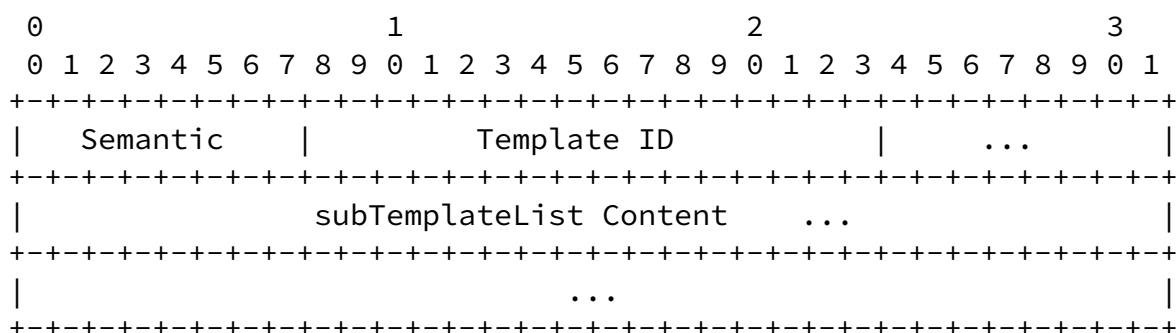 0                   1                   2                   3
 0 1 2 3 4 5 6 7 8 9 0 1 2 3 4 5 6 7 8 9 0 1 2 3 4 5 6 7 8 9 0 1
+-+-+-+-+-+-+-+-+-+-+-+-+-+-+-+-+-+-+-+-+-+-+-+-+-+-+-+-+-+-+-+-+
|   Semantic    |         Template ID           |     ...       |
+-+-+-+-+-+-+-+-+-+-+-+-+-+-+-+-+-+-+-+-+-+-+-+-+-+-+-+-+-+-+-+-+
|                subTemplateList Content    ...                 |
+-+-+-+-+-+-+-+-+-+-+-+-+-+-+-+-+-+-+-+-+-+-+-+-+-+-+-+-+-+-+-+-+
|                              ...                              |
+-+-+-+-+-+-+-+-+-+-+-+-+-+-+-+-+-+-+-+-+-+-+-+-+-+-+-+-+-+-+-+-+